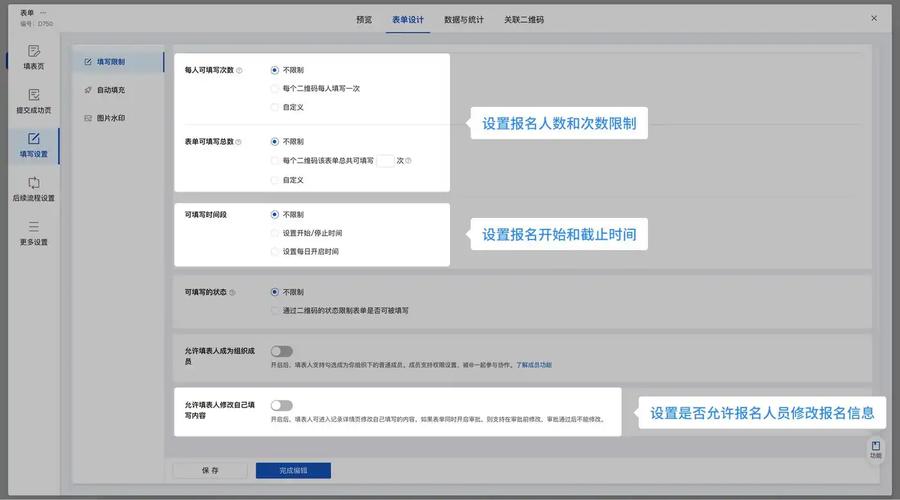 表单 ···
编号：D750
预览 表单设计 数据与统计 关联二维码
填表页
提交成功页
填写设置
后续流程设置
更多设置
填写限制
自动填充
图片水印
每人可填写次数
不限制
每个二维码每人填写一次
自定义
设置报名人数和次数限制
表单可填写总数
不限制
每个二维码该表单总共可填写 次
自定义
可填写时间段
不限制
设置开始/停止时间
设置每日开启时间
设置报名开始和截止时间
可填写的状态
不限制
通过二维码的状态限制表单是否可被填写
允许填表人成为组织成
员
开启后，填表人支持勾选成为你组织下的普通成员。成员支持权限设置、被@一起参与协作。了解成员功能
允许填表人修改自己填
写内容
开启后，填表人可进入记录详情页修改自己填写的内容。如果表单同时开启审批，则支持在审批前修改，审批通过后不能修改。
设置是否允许报名人员修改报名信息
功能
保 存
完成编辑